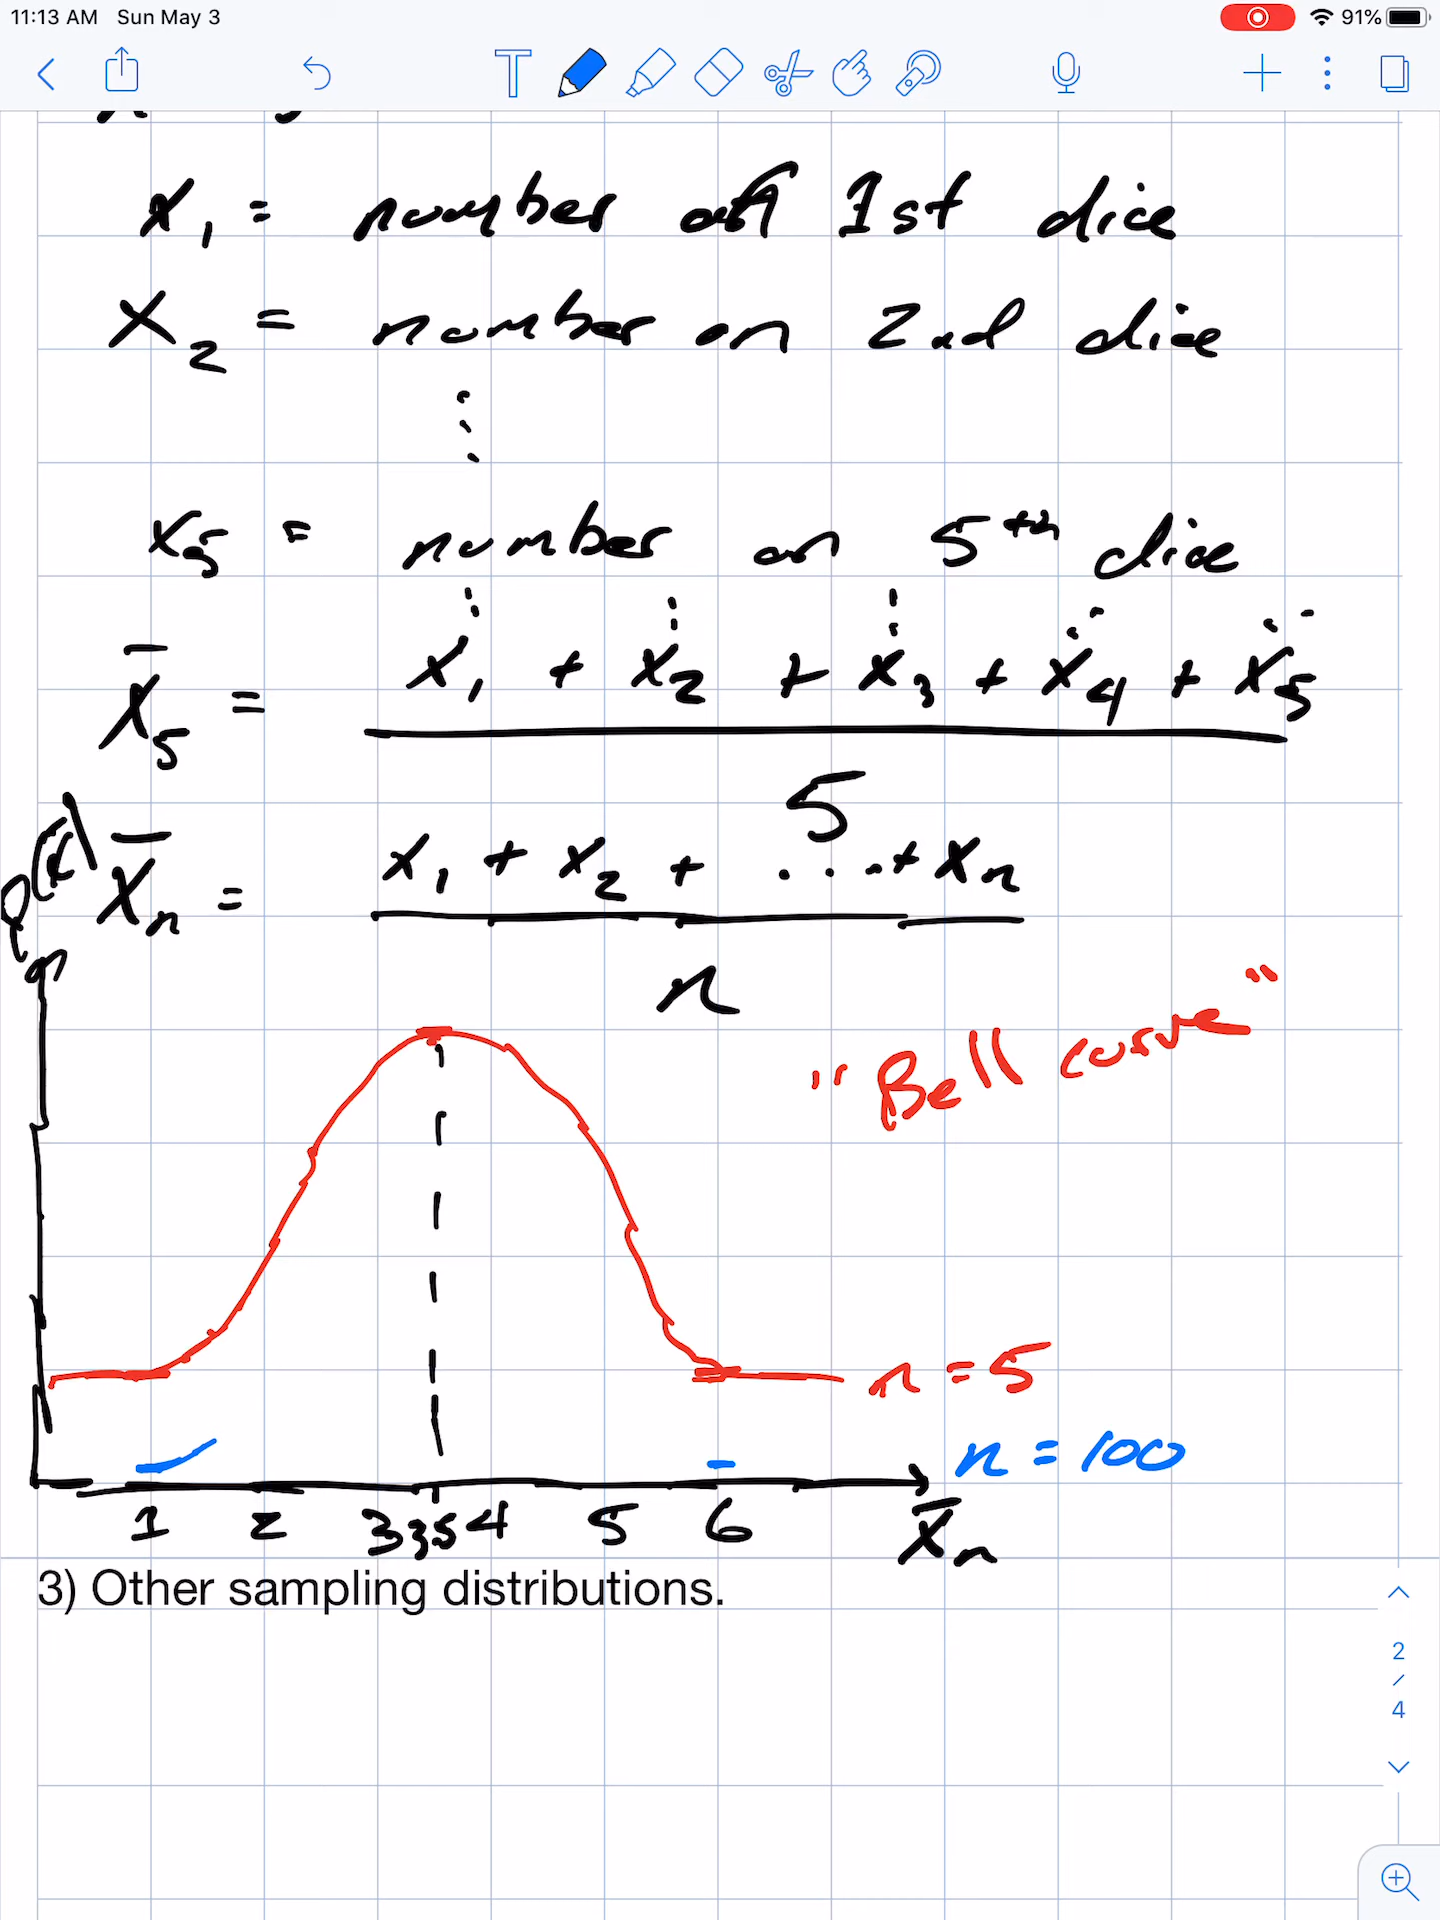 11:13 AM Sun May 3 91%
T
x₁ = number on 1st dice
x₂ = number on 2nd dice
⋮
x₅ = number on 5th dice
X̄₅ = x₁ + x₂ + x₃ + x₄ + x₅
5
X̄ₙ = x₁ + x₂ + ... + xₙ
n
P(x)
"Bell curve"
n = 5
n = 100
1 2 3 3.5 4 5 6 X̄ₙ
3) Other sampling distributions.
2
/
4